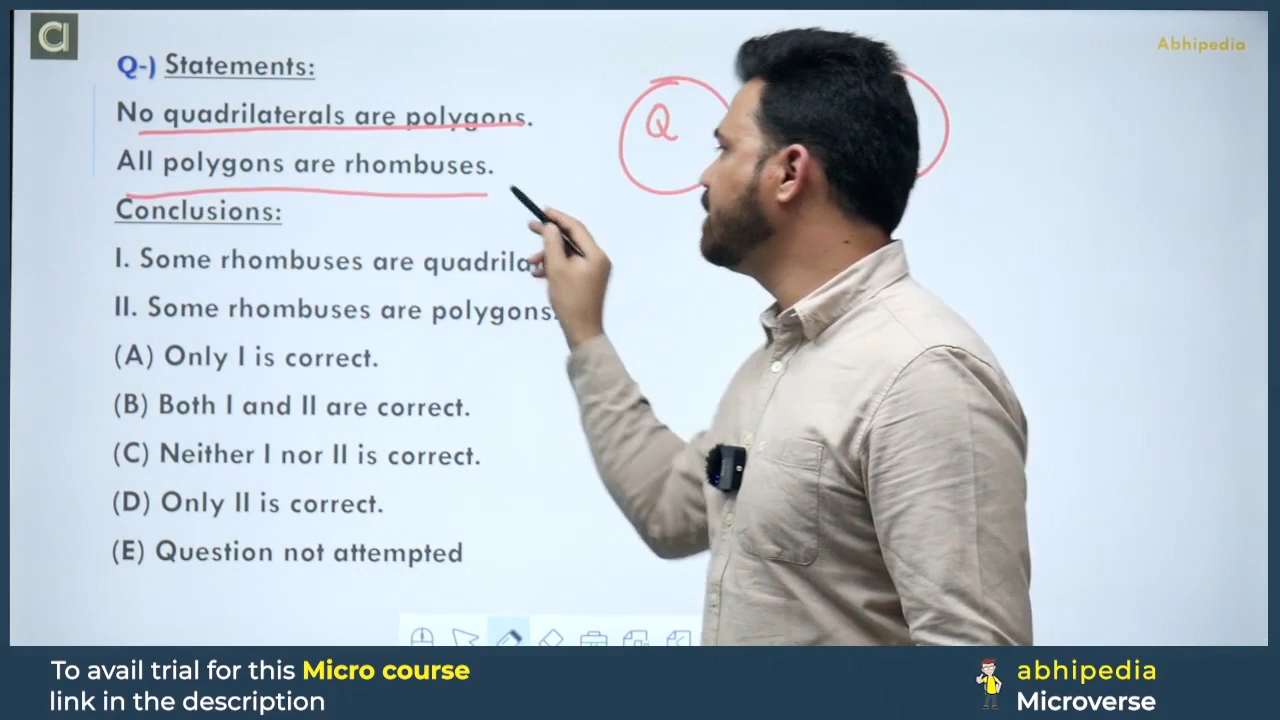 Abhipedia
Q-) Statements:
No quadrilaterals are polygons.
Q
All polygons are rhombuses.
Conclusions:
I. Some rhombuses are
II. Some rhombuses are polygons.
(A) Only I is correct.
(B) Both I and II are correct.
(C) Neither I nor II is correct.
(D) Only II is correct.
(E) Question not attempted
To avail trial for this Micro course
link in the description
abhipedia
Microverse